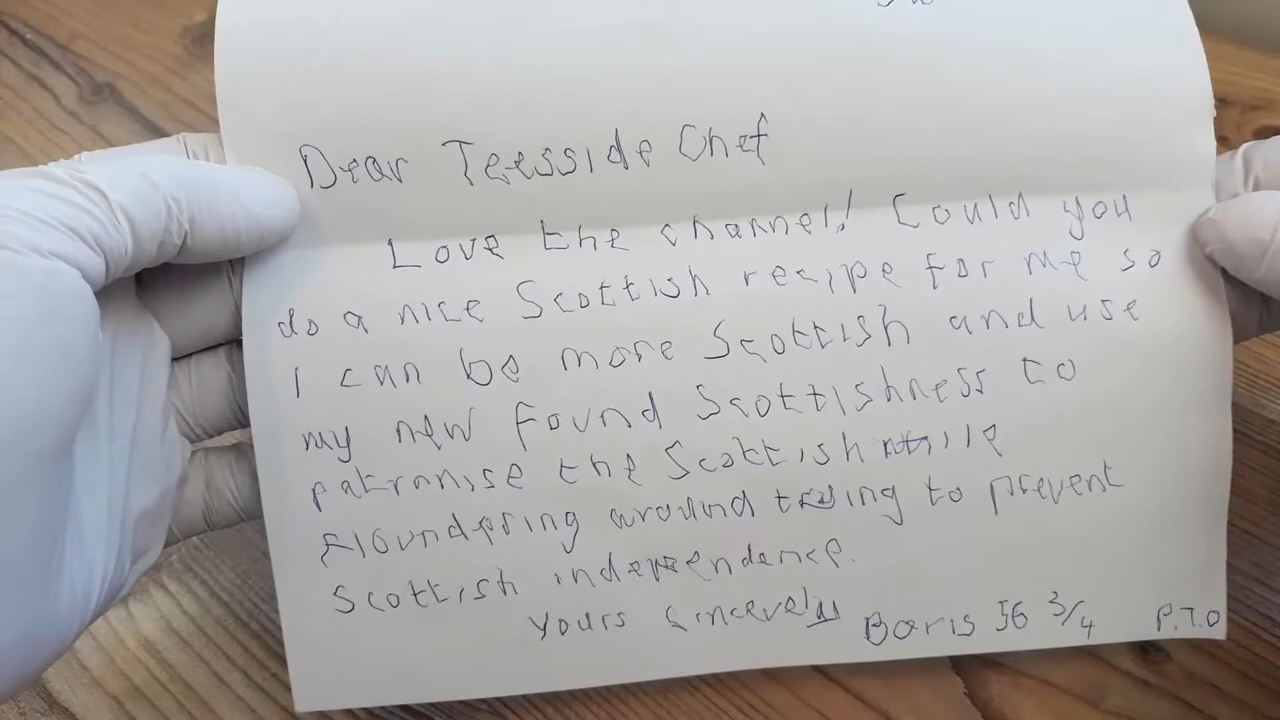 Dear Teesside Chef
Love the channel! Could you
do a nice Scottish recipe for me so
I can be more Scottish and use
my new found Scottishness to
patronise the Scottish while
floundering around trying to prevent
Scottish independence.
Yours Sincerely Boris 56 3/4 P.T.O